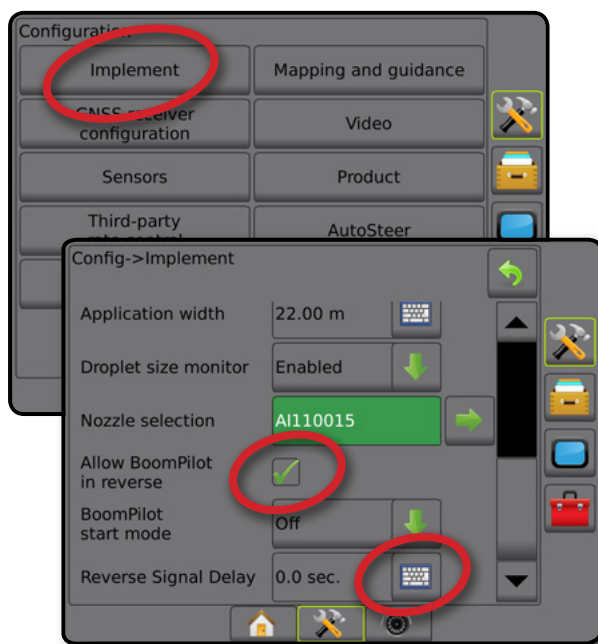 Configuration
Implement
Mapping and guidance
GNSS receiver
configuration
Video
Sensors
Product
Third-party
AutoSteer
Config->Implement
Application width
22.00 m
Droplet size monitor
Enabled
Nozzle selection
AI110015
Allow BoomPilot
in reverse
BoomPilot
start mode
Off
Reverse Signal Delay
0.0 sec.